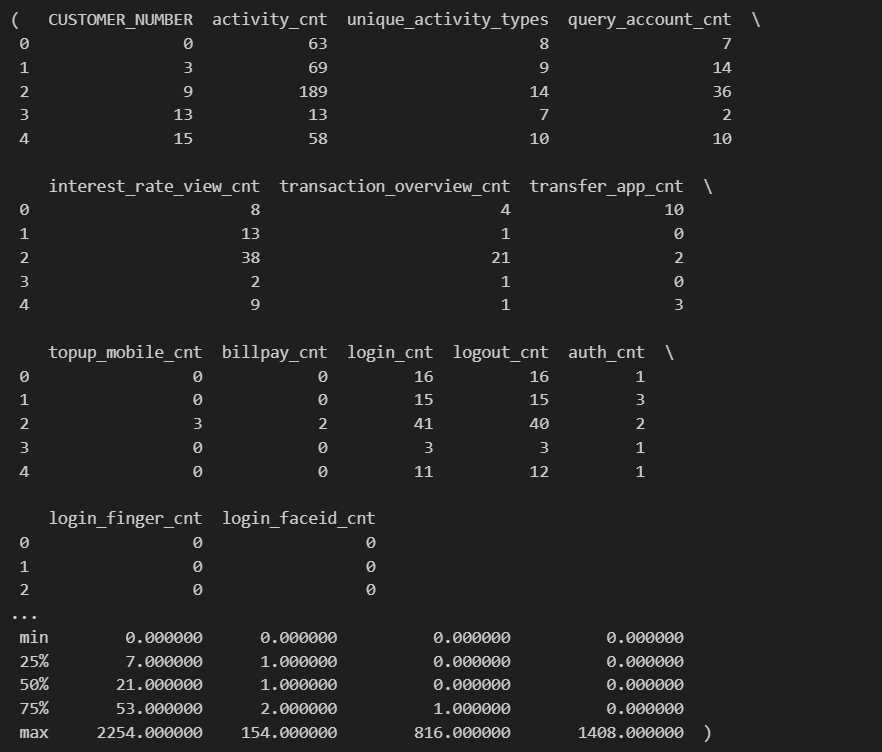 (   CUSTOMER_NUMBER  activity_cnt  unique_activity_types  query_account_cnt  \
 0                0            63                      8                  7
 1                3            69                      9                 14
 2                9           189                     14                 36
 3               13            13                      7                  2
 4               15            58                     10                 10

    interest_rate_view_cnt  transaction_overview_cnt  transfer_app_cnt  \
 0                       8                         4                10
 1                      13                         1                 0
 2                      38                        21                 2
 3                       2                         1                 0
 4                       9                         1                 3

    topup_mobile_cnt  billpay_cnt  login_cnt  logout_cnt  auth_cnt  \
 0                 0            0         16          16         1
 1                 0            0         15          15         3
 2                 3            2         41          40         2
 3                 0            0          3           3         1
 4                 0            0         11          12         1

    login_finger_cnt  login_faceid_cnt
 0                 0                 0
 1                 0                 0
 2                 0                 0
...
 min        0.000000      0.000000          0.000000          0.000000
 25%        7.000000      1.000000          0.000000          0.000000
 50%       21.000000      1.000000          0.000000          0.000000
 75%       53.000000      2.000000          1.000000          0.000000
 max     2254.000000    154.000000        816.000000       1408.000000  )